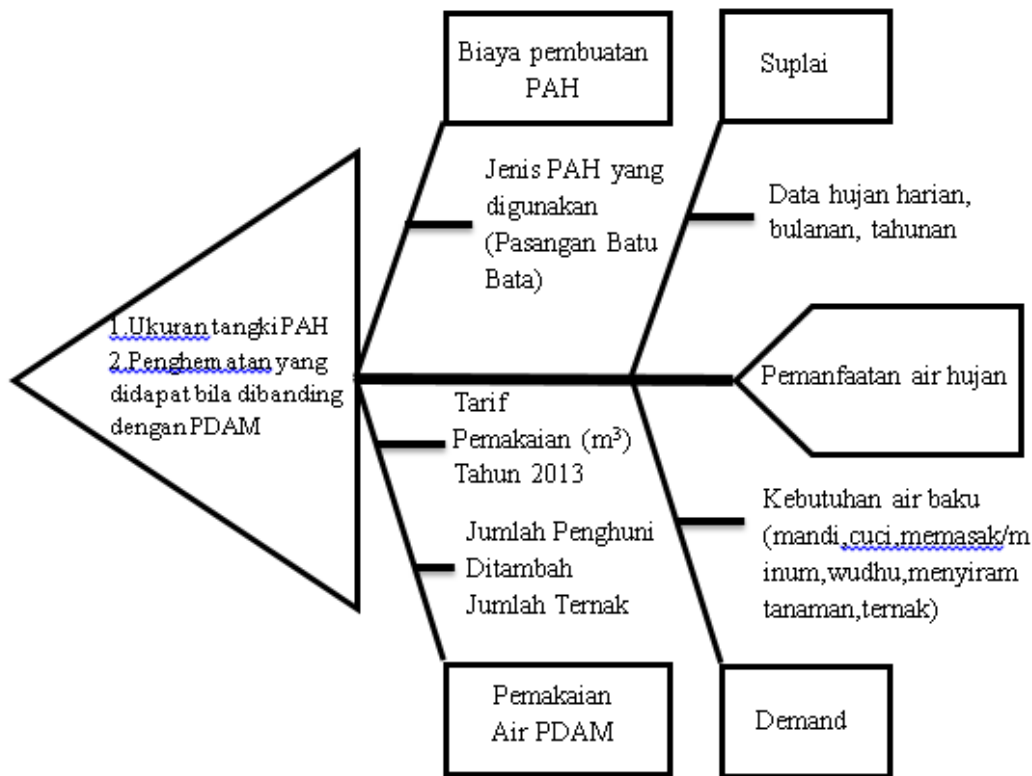 Biaya pembuatan
PAH
Suplai
Jenis PAH yang
digunakan
(Pasangan Batu
Bata)
Data hujan harian,
bulanan, tahunan
1.Ukuran tangki PAH
2.Penghematan yang
didapat bila dibanding
dengan PDAM
Pemanfaatan air hujan
Tarif
Pemakaian (m³)
Tahun 2013
Jumlah Penghuni
Ditambah
Jumlah Ternak
Kebutuhan air baku
(mandi,cuci,memasak/m
inum,wudhu,menyiram
tanaman,ternak)
Pemakaian
Air PDAM
Demand